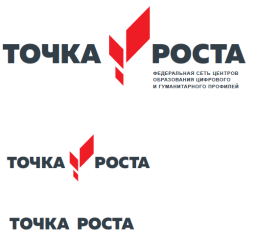 ТОЧКА РОСТА
ФЕДЕРАЛЬНАЯ СЕТЬ ЦЕНТРОВ
ОБРАЗОВАНИЯ ЦИФРОВОГО
И ГУМАНИТАРНОГО ПРОФИЛЕЙ
ТОЧКА РОСТА
ТОЧКА РОСТА